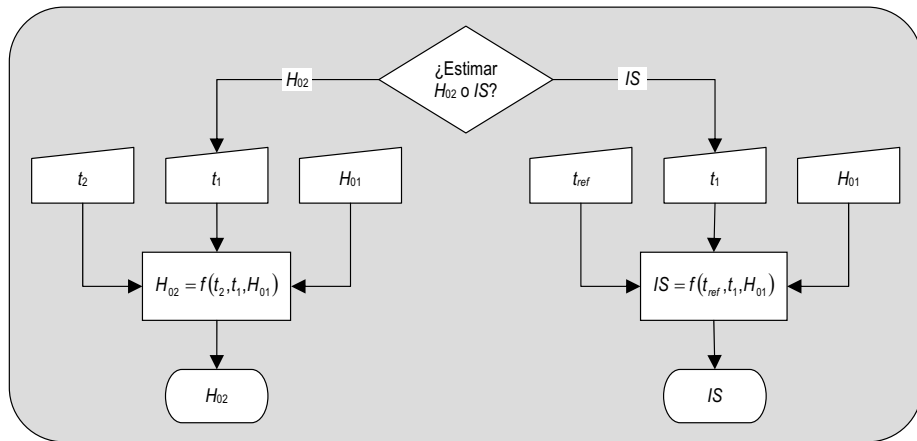 ¿Estimar
H02 o IS?
H02
IS
t2
t1
H01
tref
t1
H01
H02 = f(t2,t1,H01)
IS = f(tref,t1,H01)
H02
IS